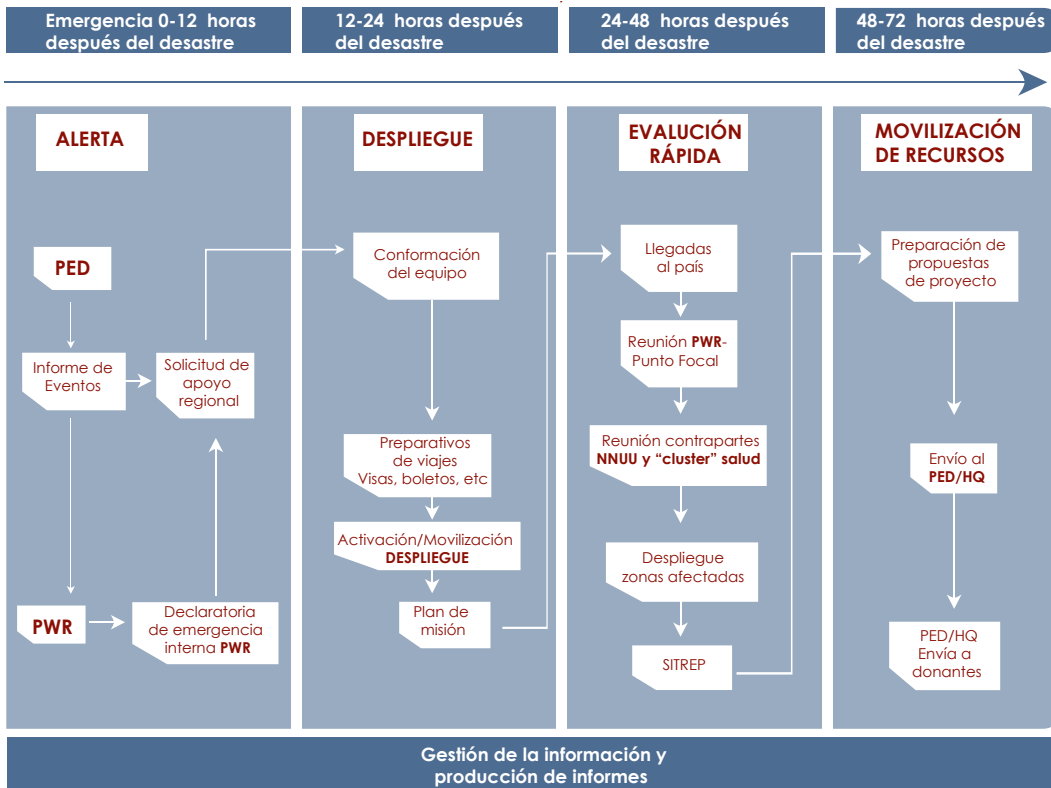 Emergencia 0-12 horas
después del desastre
12-24 horas después
del desastre
24-48 horas después
del desastre
48-72 horas después
del desastre
ALERTA
PED
Informe de
Eventos
Solicitud de
apoyo
regional
PWR
Declaratoria
de emergencia
interna PWR
DESPLIEGUE
Conformación
del equipo
Preparativos
de viajes
Visas, boletos, etc
Activación/Movilización
DESPLIEGUE
Plan de
misión
EVALUCIÓN
RÁPIDA
Llegadas
al país
Reunión PWR-
Punto Focal
Reunión contrapartes
NNUU y “cluster” salud
Despliegue
zonas afectadas
SITREP
MOVILIZACIÓN
DE RECURSOS
Preparación de
propuestas
de proyecto
Envío al
PED/HQ
PED/HQ
Envía a
donantes
Gestión de la información y
producción de informes